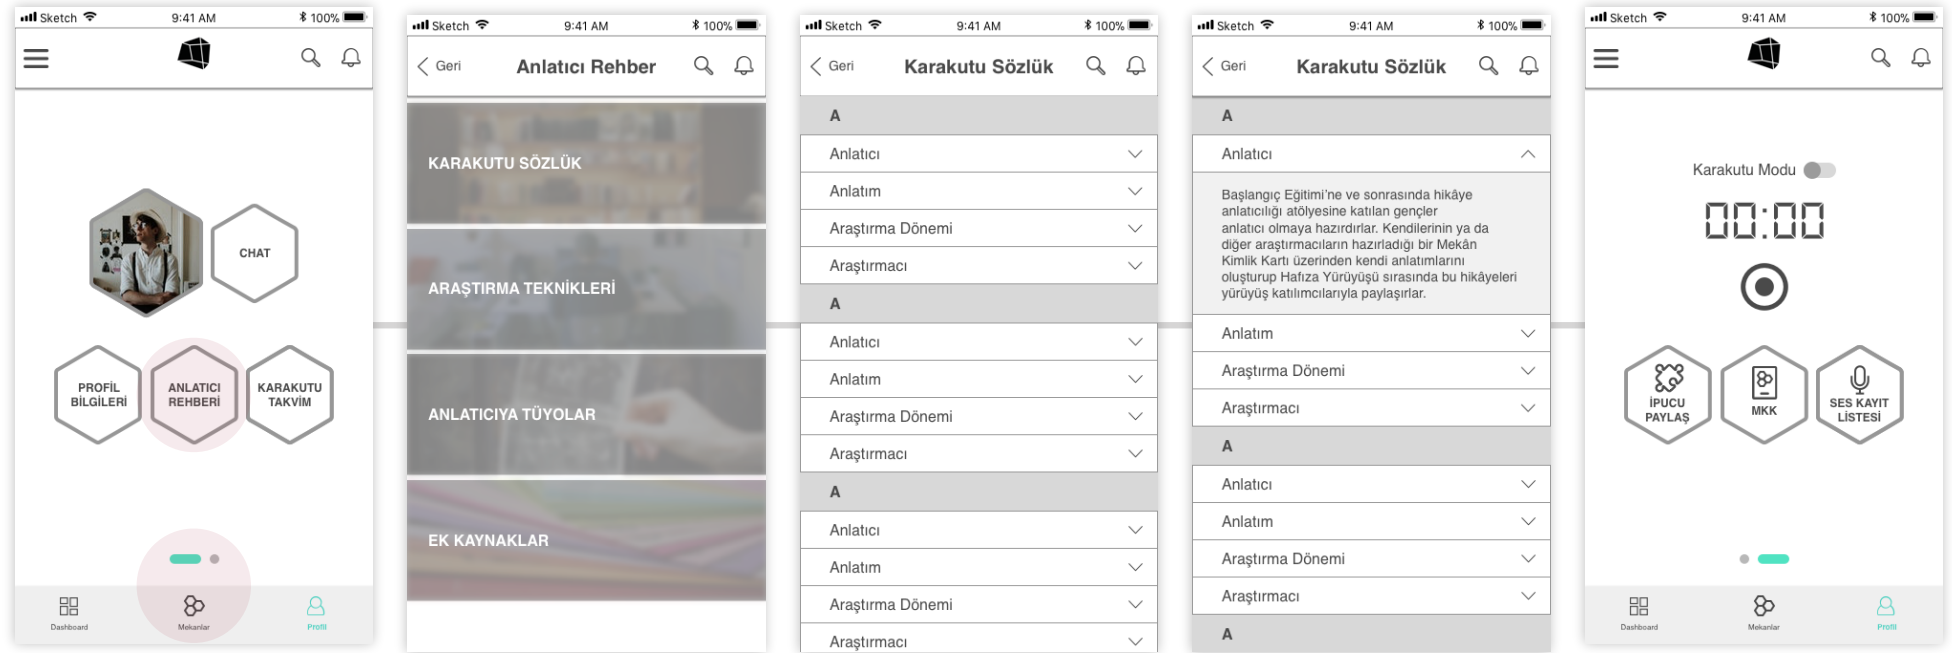 Sketch 9:41 AM 100%
CHAT
PROFİL
BİLGİLERİ
ANLATICI
REHBERİ
KARAKUTU
TAKVİM
Dashboard
Mekanlar
Profil
Sketch 9:41 AM 100%
Geri Anlatıcı Rehber
KARAKUTU SÖZLÜK
ARAŞTIRMA TEKNİKLERİ
ANLATICIYA TÜYOLAR
EK KAYNAKLAR
Sketch 9:41 AM 100%
Geri Karakutu Sözlük
A
Anlatıcı
Anlatım
Araştırma Dönemi
Araştırmacı
A
Anlatıcı
Anlatım
Araştırma Dönemi
Araştırmacı
A
Anlatıcı
Anlatım
Araştırma Dönemi
Araştırmacı
Sketch 9:41 AM 100%
Geri Karakutu Sözlük
A
Anlatıcı
Başlangıç Eğitimi’ne ve sonrasında hikâye
anlatıcılığı atölyesine katılan gençler
anlatıcı olmaya hazırdırlar. Kendilerinin ya da
diğer araştırmacıların hazırladığı bir Mekân
Kimlik Kartı üzerinden kendi anlatımlarını
oluşturup Hafıza Yürüyüşü sırasında bu hikâyeleri
yürüyüş katılımcılarıyla paylaşırlar.
Anlatım
Araştırma Dönemi
Araştırmacı
A
Anlatıcı
Anlatım
Araştırma Dönemi
Araştırmacı
A
Sketch 9:41 AM 100%
Karakutu Modu
00:00
İPUCU
PAYLAŞ
MKK
SES KAYIT
LİSTESİ
Dashboard
Mekanlar
Profil